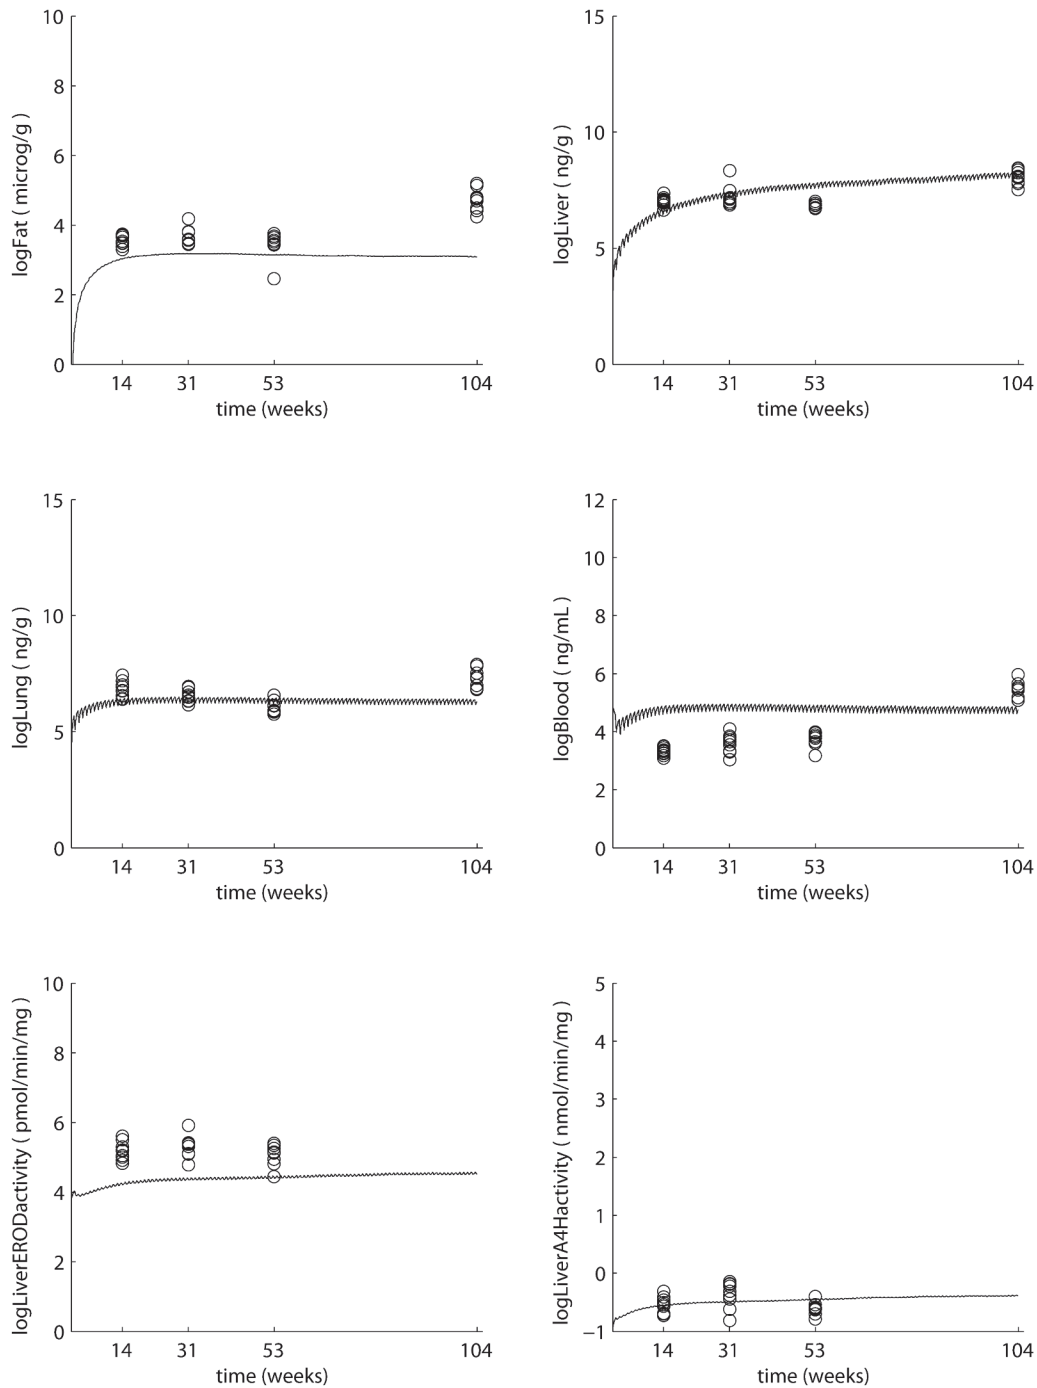 logFat ( microg/g )
10
8
6
4
2
0
14 31 53 104
time (weeks)
logLiver ( ng/g )
15
10
5
0
14 31 53 104
time (weeks)
logLung ( ng/g )
15
10
5
0
14 31 53 104
time (weeks)
logBlood ( ng/mL )
12
10
8
6
4
2
0
14 31 53 104
time (weeks)
logLiverERODactivity ( pmol/min/mg )
10
8
6
4
2
0
14 31 53 104
time (weeks)
logLiverA4Hactivity ( nmol/min/mg )
5
4
3
2
1
0
−1
14 31 53 104
time (weeks)